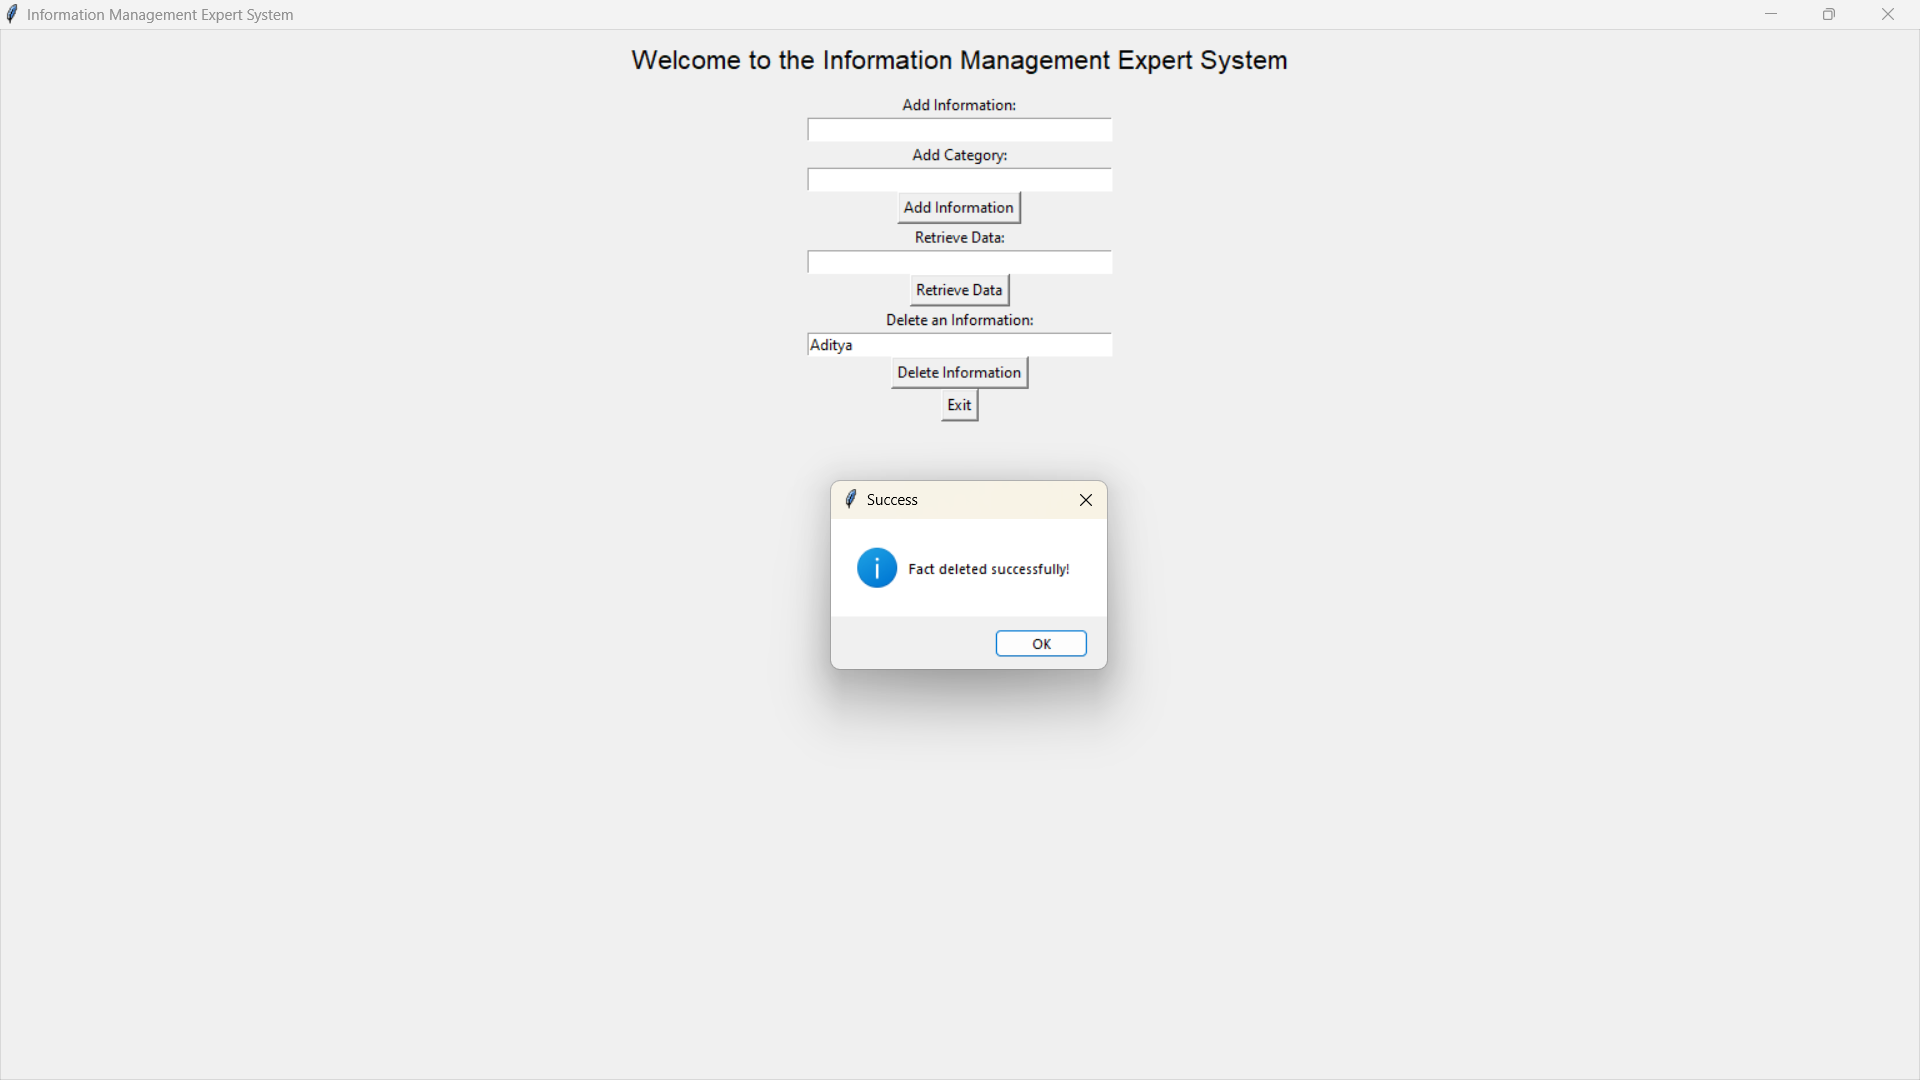 Information Management Expert System
Welcome to the Information Management Expert System
Add Information:
Add Category:
Add Information
Retrieve Data:
Retrieve Data
Delete an Information:
Aditya
Delete Information
Exit
Success
Fact deleted successfully!
OK